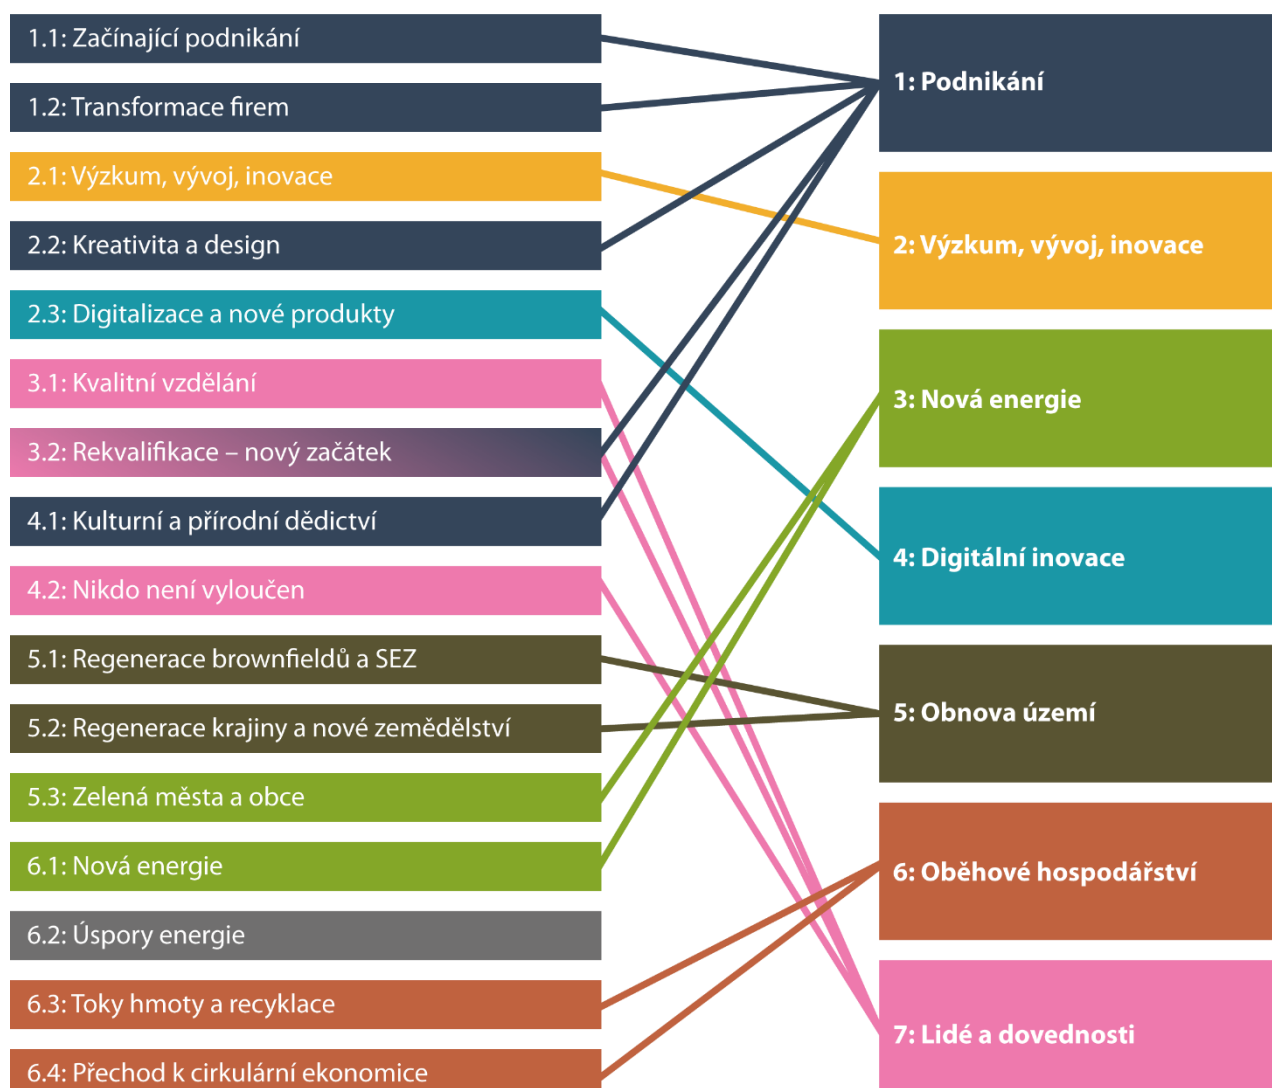 1.1: Začínající podnikání
1.2: Transformace firem
2.1: Výzkum, vývoj, inovace
2.2: Kreativita a design
2.3: Digitalizace a nové produkty
3.1: Kvalitní vzdělání
3.2: Rekvalifikace – nový začátek
4.1: Kulturní a přírodní dědictví
4.2: Nikdo není vyloučen
5.1: Regenerace brownfieldů a SEZ
5.2: Regenerace krajiny a nové zemědělství
5.3: Zelená města a obce
6.1: Nová energie
6.2: Úspory energie
6.3: Toky hmoty a recyklace
6.4: Přechod k cirkulární ekonomice
1: Podnikání
2: Výzkum, vývoj, inovace
3: Nová energie
4: Digitální inovace
5: Obnova území
6: Oběhové hospodářství
7: Lidé a dovednosti